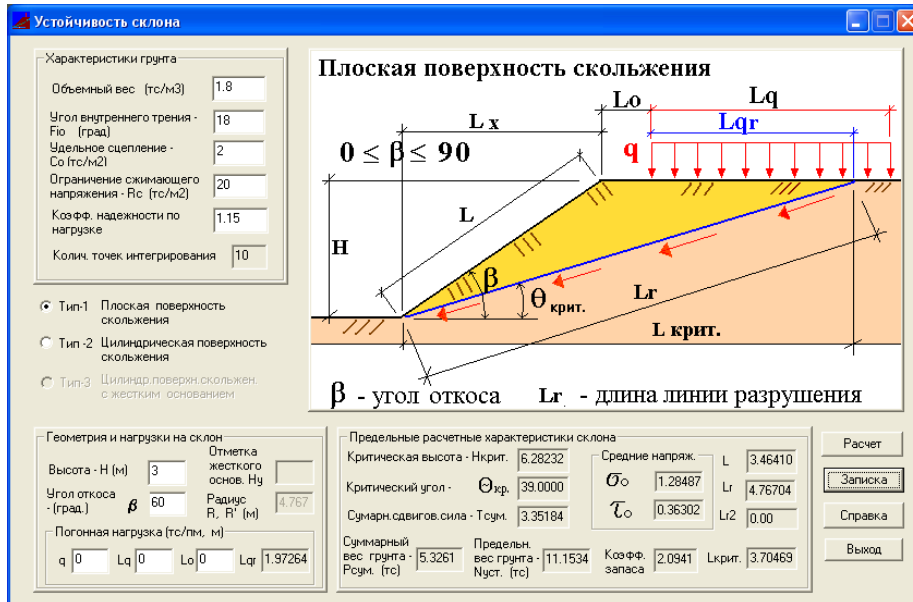 Устойчивость склона
Характеристики грунта
Объемный вес (тс/м3) 1.8
Угол внутреннего трения -
Fio (град) 18
Удельное сцепление -
Co (тс/м2) 2
Ограничение сжимающего
напряжения - Rc (тс/м2) 20
Коэфф. надежности по
нагрузке 1.15
Колич. точек интегрирования 10
Тип-1 Плоская поверхность
скольжения
Тип -2 Цилиндрическая поверхность
скольжения
Тип-3 Цилиндр.поверхн.скольжен.
с жестким основанием
Плоская поверхность скольжения
Lo Lq
L x Lqr
0 ≤ β ≤ 90 q
L
H
β
Θ крит.
Lr
L крит.
β - угол откоса Lr - длина линии разрушения
Геометрия и нагрузки на склон
Высота - H (м) 3
Отметка
жесткого
основ. Hy
Угол откоса
- (град.) β 60
Радиус
R, R' (м) 4.767
Погонная нагрузка (тс/пм, м)
q 0 Lq 0 Lo 0 Lqr 1.97264
Предельные расчетные характеристики склона
Критическая высота - Hкрит. 6.28232
Критический угол - Θкр. 39.0000
Сумарн.сдвигов.сила - Тсум. 3.35184
Средние напряж.
σo 1.28487
τo 0.36302
L 3.46410
Lr 4.76704
Lr2 0.00
Суммарный
вес грунта -
Рсум. (тс) 5.3261
Предельн.
вес грунта -
Nуст. (тс) 11.1534
Коэфф.
запаса 2.0941
Lкрит. 3.70469
Расчет
Записка
Справка
Выход